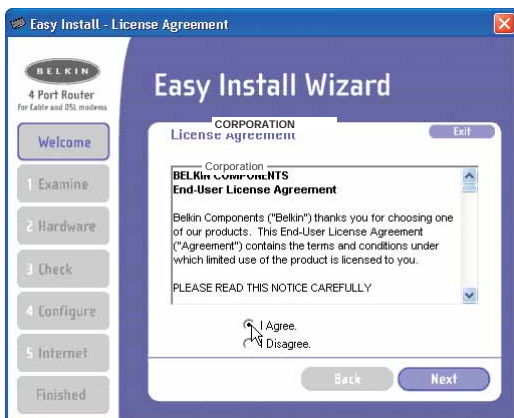 Easy Install - License Agreement
BELKIN
4 Port Router
For Cable and DSL modems
Easy Install Wizard
Welcome
1 Examine
2 Hardware
3 Check
4 Configure
5 Internet
Finished
CORPORATION
License Agreement
Exit
Corporation
BELKIN COMPONENTS
End-User License Agreement
Belkin Components ("Belkin") thanks you for choosing one
of our products. This End-User License Agreement
("Agreement") contains the terms and conditions under
which limited use of the product is licensed to you.
PLEASE READ THIS NOTICE CAREFULLY
I Agree.
I Disagree.
Back
Next